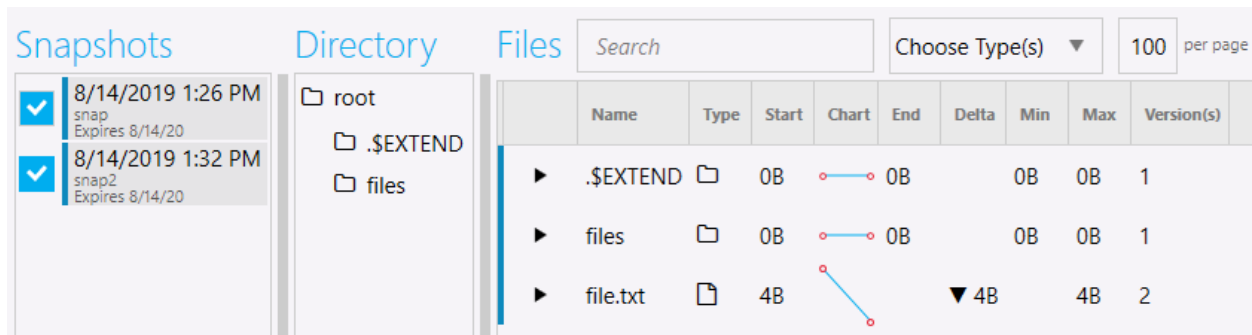 Snapshots
8/14/2019 1:26 PM
snap
Expires 8/14/20
8/14/2019 1:32 PM
snap2
Expires 8/14/20
Directory
root
.$EXTEND
files
Files Search Choose Type(s) 100 per page
Name Type Start Chart End Delta Min Max Version(s)
.$EXTEND 0B 0B 0B 0B 1
files 0B 0B 0B 0B 1
file.txt 4B ▼ 4B 4B 2